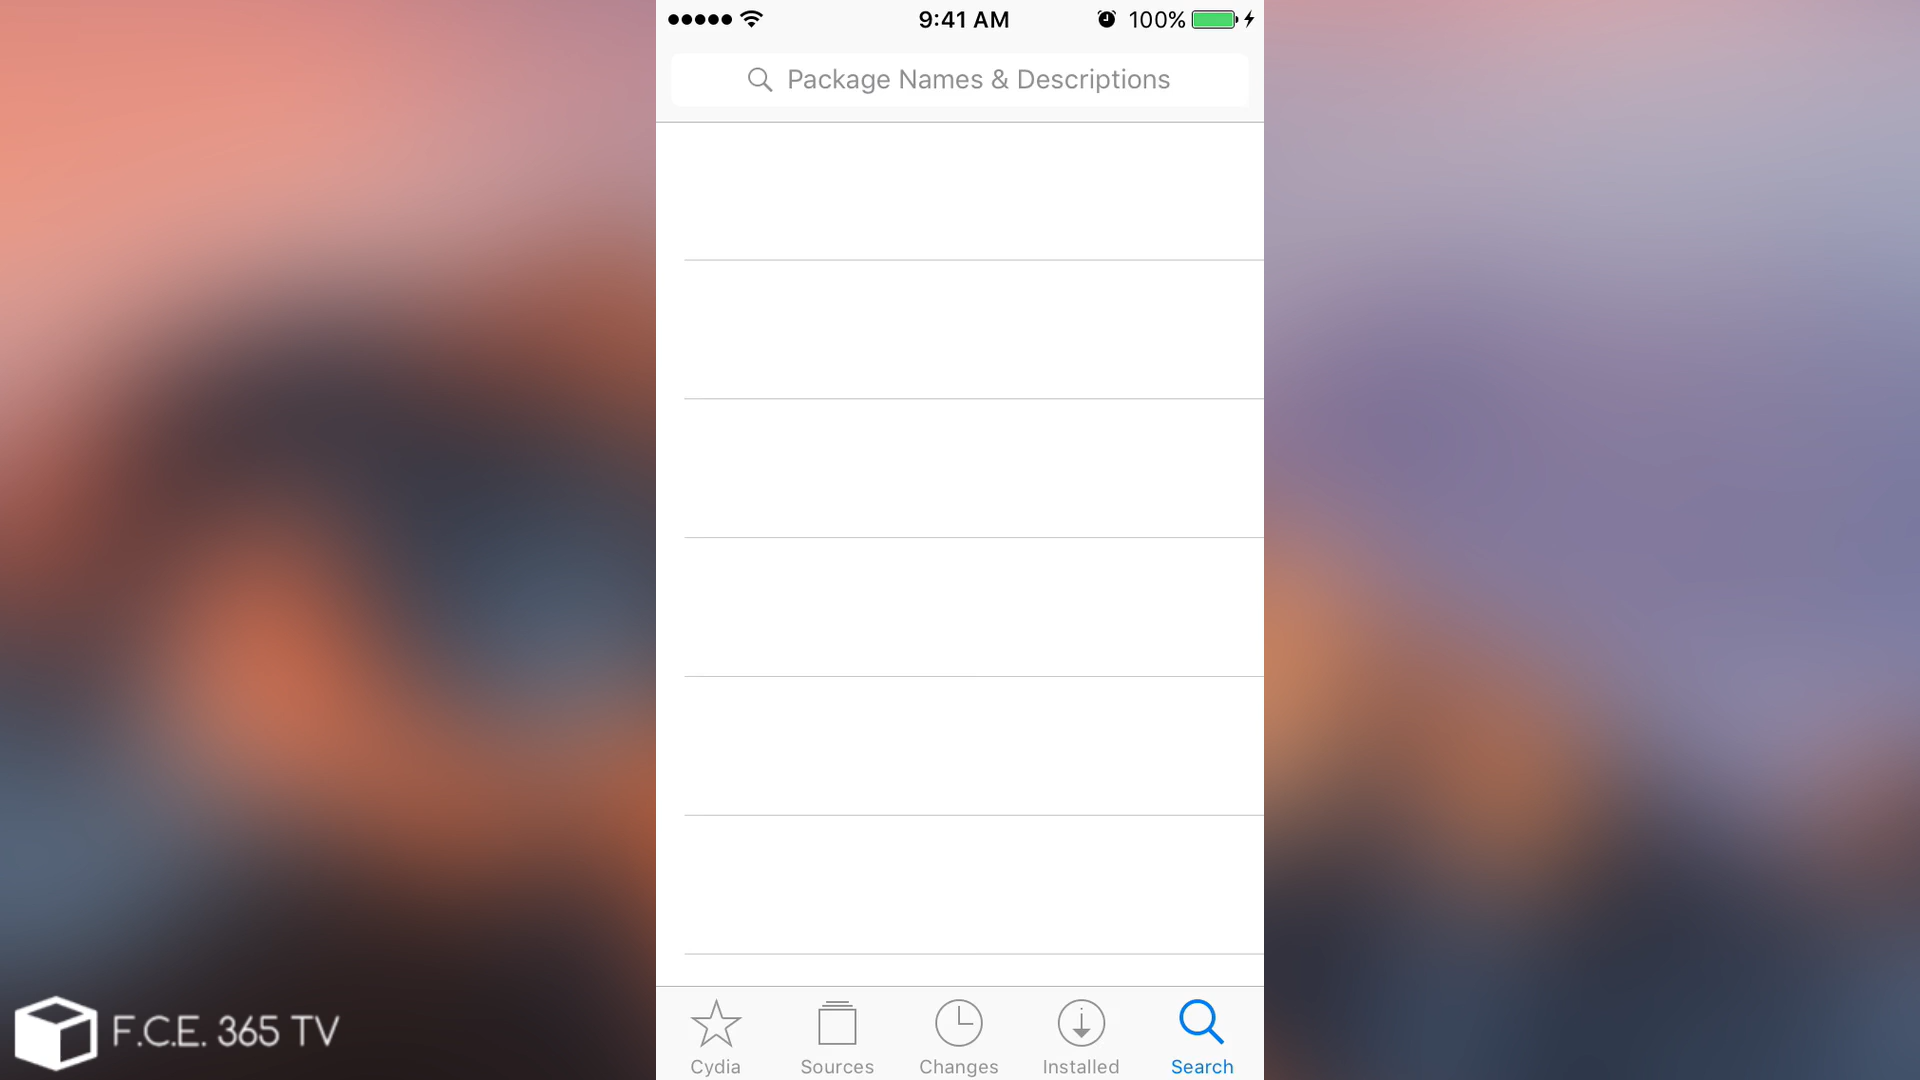 9:41 AM
100%
Package Names & Descriptions
Cydia
Sources
Changes
Installed
Search
F.C.E. 365 TV